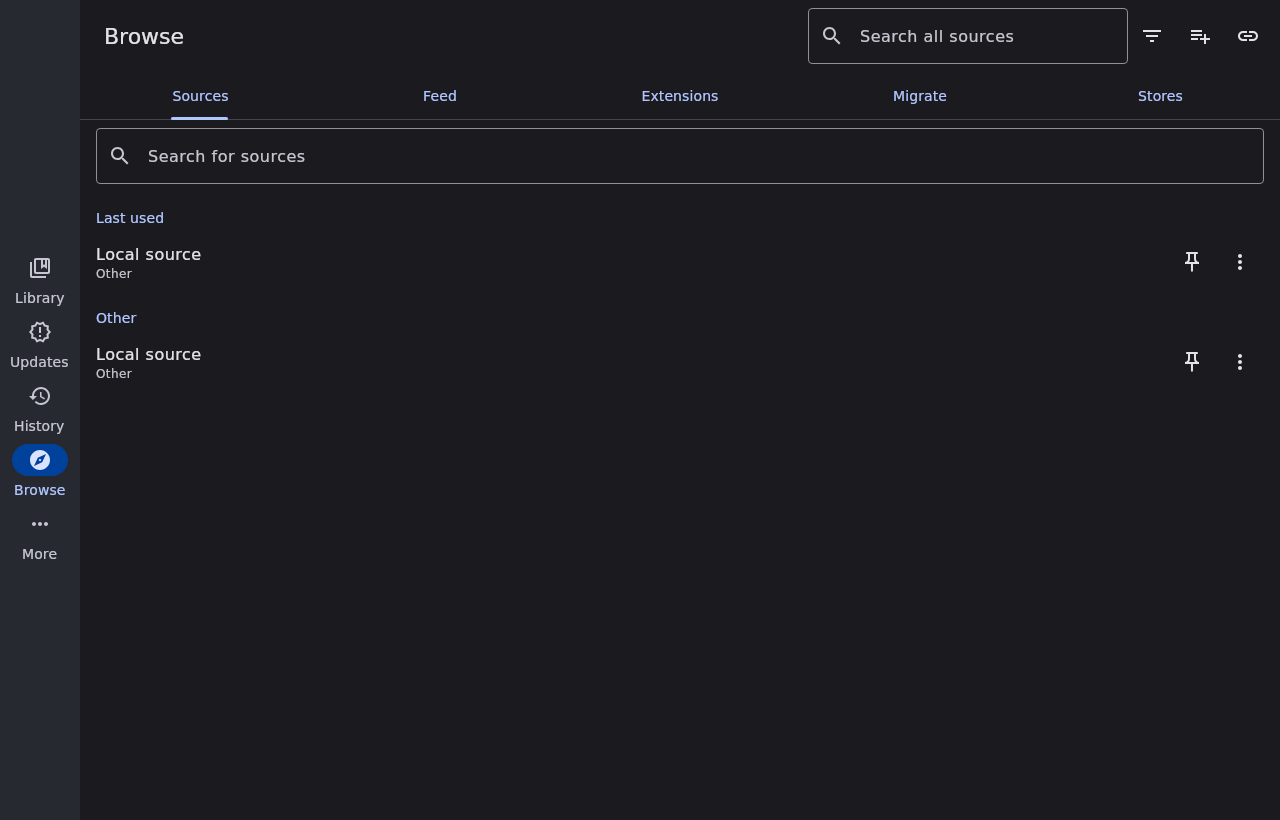 Browse
Search all sources
Sources
Feed
Extensions
Migrate
Stores
Search for sources
Last used
Local source
Other
Other
Local source
Other
Library
Updates
History
Browse
More